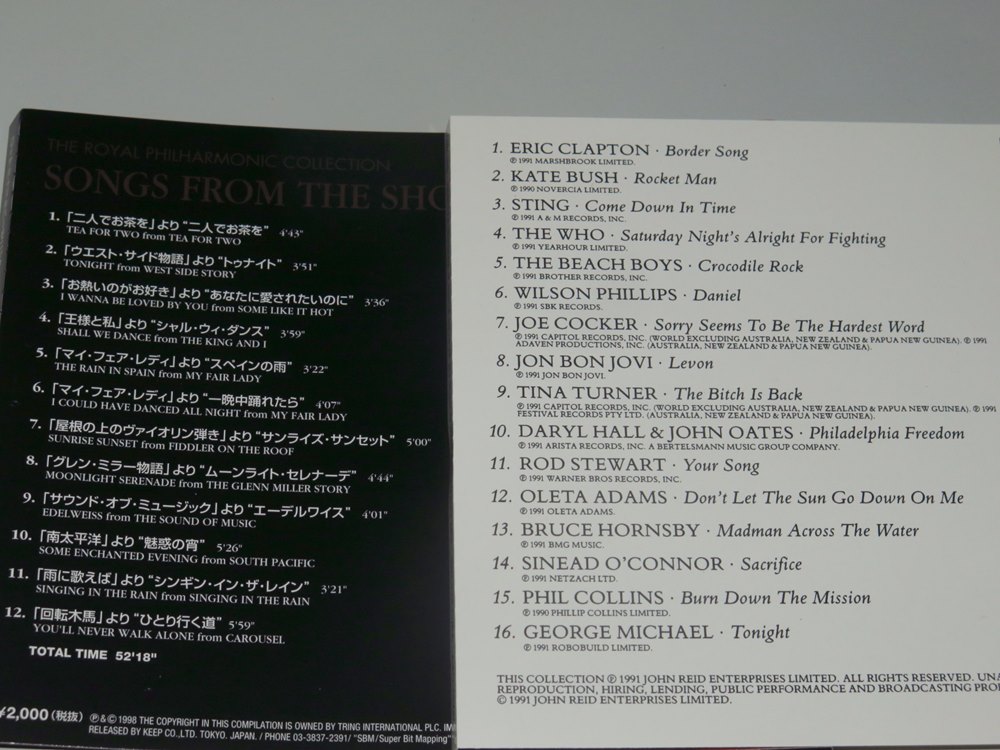 THE ROYAL PHILHARMONIC COLLECTION
SONGS FROM THE
1. 「二人でお茶を」より“二人でお茶を” 4'43"
TEA FOR TWO from TEA FOR TWO
2. 「ウエスト・サイド物語」より“トゥナイト” 3'51"
TONIGHT from WEST SIDE STORY
3. 「お熱いのがお好き」より“あなたに愛されたいのに” 3'36"
I WANNA BE LOVED BY YOU from SOME LIKE IT HOT
4. 「王様と私」より“シャル・ウィ・ダンス” 3'59"
SHALL WE DANCE from THE KING AND I
5. 「マイ・フェア・レディ」より“スペインの雨” 3'22"
THE RAIN IN SPAIN from MY FAIR LADY
6. 「マイ・フェア・レディ」より“一晩中踊れたら” 4'07"
I COULD HAVE DANCED ALL NIGHT from MY FAIR LADY
7. 「屋根の上のヴァイオリン弾き」より“サンライズ・サンセット” 5'00"
SUNRISE SUNSET from FIDDLER ON THE ROOF
8. 「グレン・ミラー物語」より“ムーンライト・セレナーデ” 4'44"
MOONLIGHT SERENADE from THE GLENN MILLER STORY
9. 「サウンド・オブ・ミュージック」より“エーデルワイス” 4'01"
EDELWEISS from THE SOUND OF MUSIC
10. 「南太平洋」より“魅惑の宵” 5'26"
SOME ENCHANTED EVENING from SOUTH PACIFIC
11. 「雨に歌えば」より“シンギン・イン・ザ・レイン” 3'21"
SINGING IN THE RAIN from SINGING IN THE RAIN
12. 「回転木馬」より“ひとり行く道” 5'59"
YOU'LL NEVER WALK ALONE from CAROUSEL
TOTAL TIME 52'18"
¥2,000(税抜) ℗&© 1998 THE COPYRIGHT IN THIS COMPILATION IS OWNED BY TRING INTERNATIONAL PLC.
RELEASED BY KEEP CO.,LTD. TOKYO. JAPAN. / PHONE 03-3837-2391/ "SBM/Super Bit Mapping"
1. ERIC CLAPTON · Border Song
℗ 1991 MARSHBROOK LIMITED.
2. KATE BUSH · Rocket Man
℗ 1990 NOVERCIA LIMITED.
3. STING · Come Down In Time
℗ 1991 A & M RECORDS, INC.
4. THE WHO · Saturday Night's Alright For Fighting
℗ 1991 YEARHOUR LIMITED.
5. THE BEACH BOYS · Crocodile Rock
℗ 1991 BROTHER RECORDS, INC.
6. WILSON PHILLIPS · Daniel
℗ 1991 SBK RECORDS.
7. JOE COCKER · Sorry Seems To Be The Hardest Word
℗ 1991 CAPITOL RECORDS, INC. (WORLD EXCLUDING AUSTRALIA, NEW ZEALAND & PAPUA NEW GUINEA). ℗ 1991
ADAVEN PRODUCTIONS, INC. (AUSTRALIA, NEW ZEALAND & PAPUA NEW GUINEA).
8. JON BON JOVI · Levon
℗ 1991 JON BON JOVI.
9. TINA TURNER · The Bitch Is Back
℗ 1991 CAPITOL RECORDS, INC. (WORLD EXCLUDING AUSTRALIA, NEW ZEALAND & PAPUA NEW GUINEA). ℗ 1991
FESTIVAL RECORDS PTY LTD. (AUSTRALIA, NEW ZEALAND & PAPUA NEW GUINEA).
10. DARYL HALL & JOHN OATES · Philadelphia Freedom
℗ 1991 ARISTA RECORDS, INC. A BERTELSMANN MUSIC GROUP COMPANY.
11. ROD STEWART · Your Song
℗ 1991 WARNER BROS RECORDS, INC.
12. OLETA ADAMS · Don't Let The Sun Go Down On Me
℗ 1991 OLETA ADAMS.
13. BRUCE HORNSBY · Madman Across The Water
℗ 1991 BMG MUSIC.
14. SINEAD O'CONNOR · Sacrifice
℗ 1991 NETZACH LTD.
15. PHIL COLLINS · Burn Down The Mission
℗ 1990 PHILLIP COLLINS LIMITED.
16. GEORGE MICHAEL · Tonight
℗ 1991 ROBOBUILD LIMITED.
THIS COLLECTION ℗ 1991 JOHN REID ENTERPRISES LIMITED. ALL RIGHTS RESERVED.
REPRODUCTION, HIRING, LENDING, PUBLIC PERFORMANCE AND BROADCASTING
© 1991 JOHN REID ENTERPRISES LIMITED.